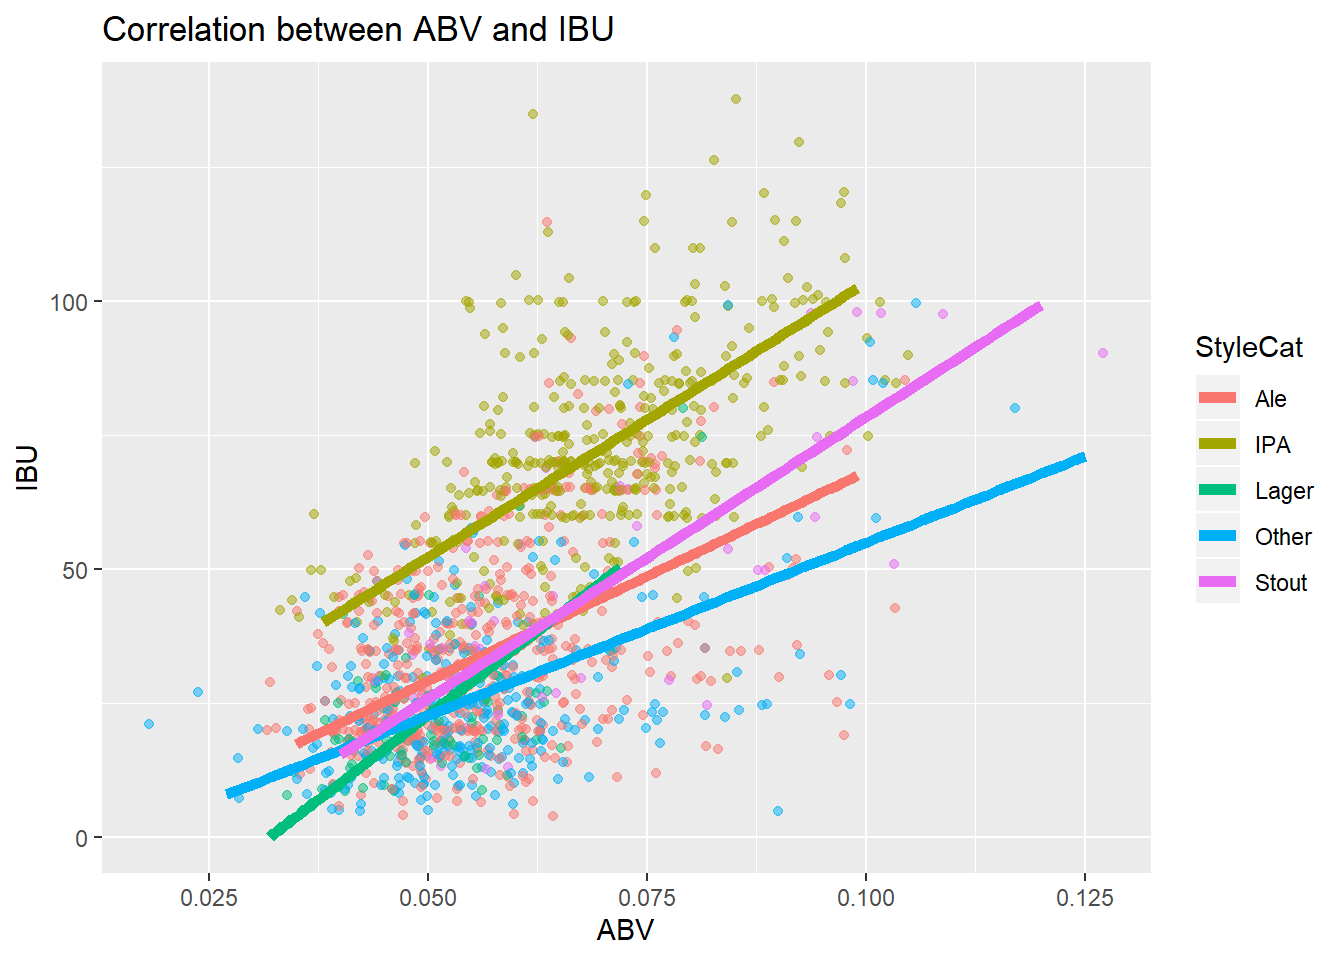 Correlation between ABV and IBU
IBU
100
50
0
0.025
0.050
0.075
0.100
0.125
ABV
StyleCat
Ale
IPA
Lager
Other
Stout